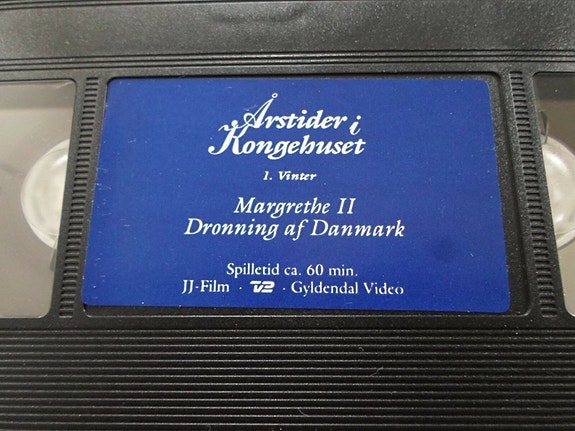 Årstider i
Kongehuset
1. Vinter
Margrethe II
Dronning af Danmark
Spilletid ca. 60 min.
JJ-Film · TV2 · Gyldendal Video